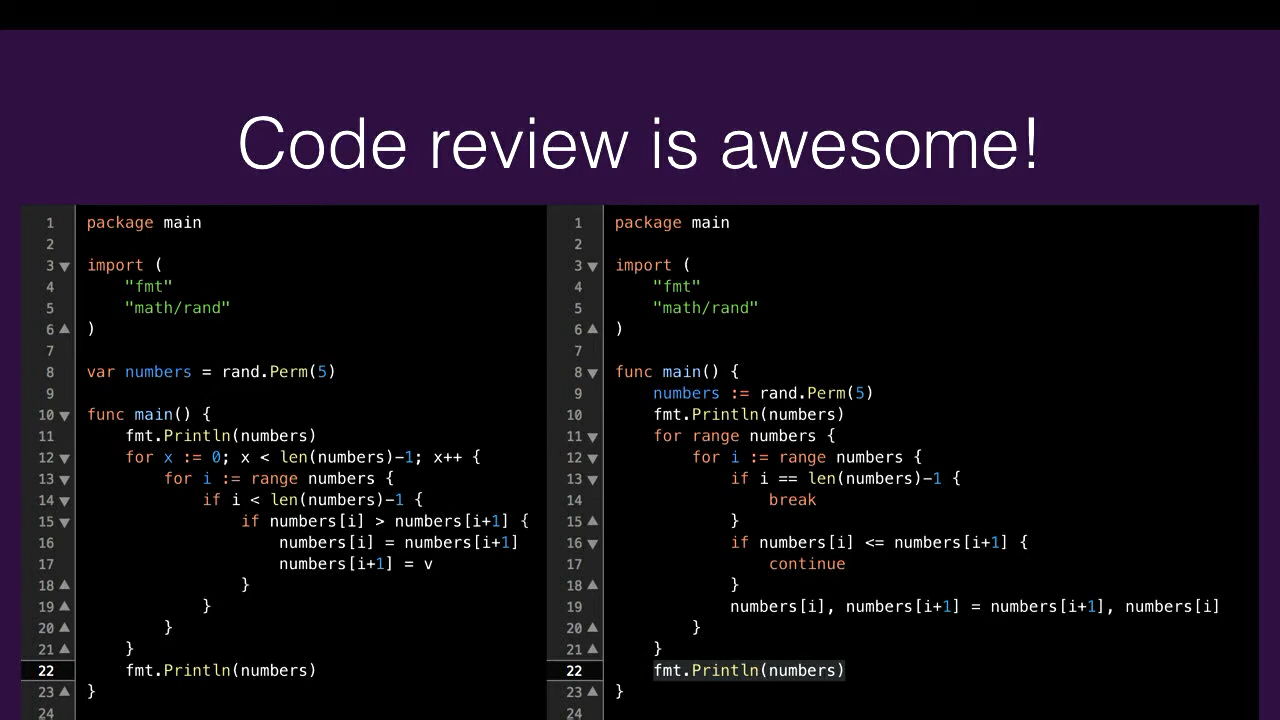 Code review is awesome!
1 package main
2
3 import (
4 "fmt"
5 "math/rand"
6 )
7
8 var numbers = rand.Perm(5)
9
10 func main() {
11 fmt.Println(numbers)
12 for x := 0; x < len(numbers)-1; x++ {
13 for i := range numbers {
14 if i < len(numbers)-1 {
15 if numbers[i] > numbers[i+1] {
16 numbers[i] = numbers[i+1]
17 numbers[i+1] = v
18 }
19 }
20 }
21 }
22 fmt.Println(numbers)
23 }
24
1 package main
2
3 import (
4 "fmt"
5 "math/rand"
6 )
7
8 func main() {
9 numbers := rand.Perm(5)
10 fmt.Println(numbers)
11 for range numbers {
12 for i := range numbers {
13 if i == len(numbers)-1 {
14 break
15 }
16 if numbers[i] <= numbers[i+1] {
17 continue
18 }
19 numbers[i], numbers[i+1] = numbers[i+1], numbers[i]
20 }
21 }
22 fmt.Println(numbers)
23 }
24